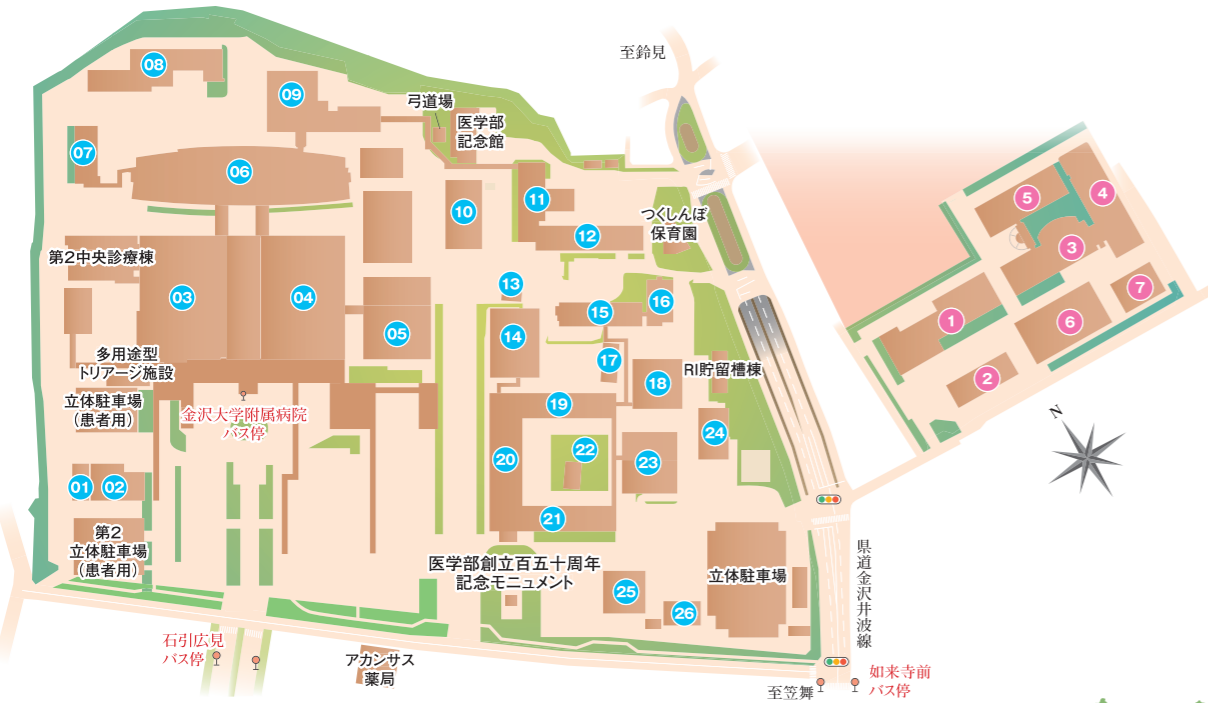 至鈴見
08
09
弓道場
医学部
記念館
07
06
11
10
12
つくしんぼ
保育園
5
4
3
7
1
6
2
N
第2中央診療棟
03
04
13
05
14
15
16
17
18
RI貯留槽棟
多用途型
トリアージ施設
立体駐車場
(患者用)
金沢大学附属病院
バス停
19
20
22
23
24
21
01
02
第2
立体駐車場
(患者用)
医学部創立百五十周年
記念モニュメント
25
26
立体駐車場
県道金沢井波線
石引広見
バス停
アカンサス
薬局
至笠舞
如来寺前
バス停